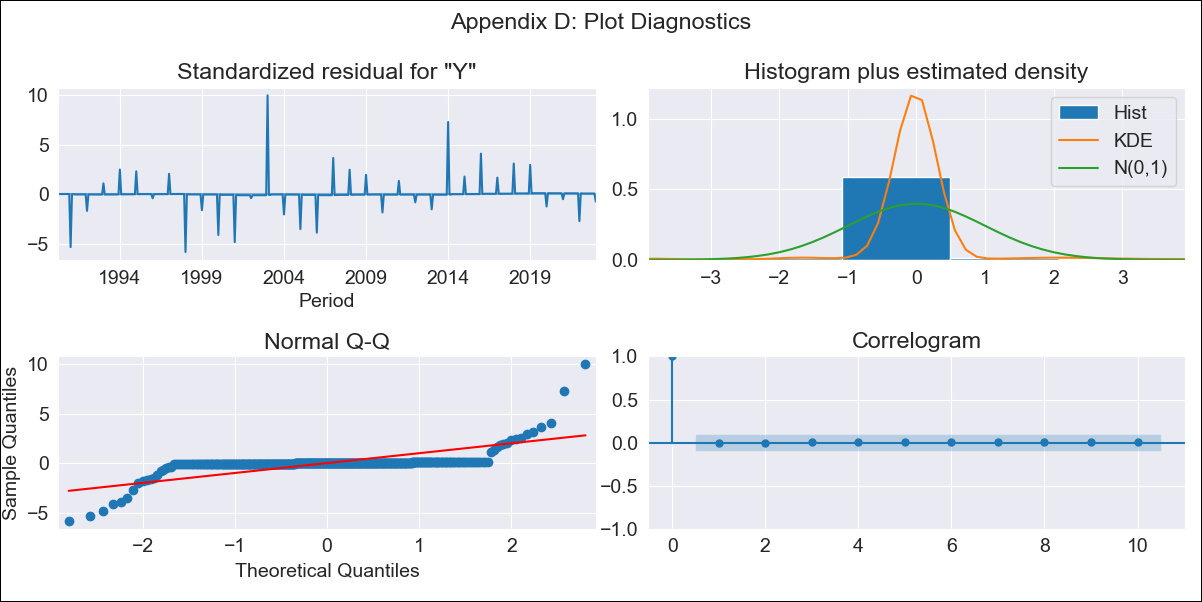 Appendix D: Plot Diagnostics
Standardized residual for "Y"
10
5
0
−5
1994 1999 2004 2009 2014 2019
Period
Histogram plus estimated density
1.0
0.5
0.0
−3 −2 −1 0 1 2 3
Hist
KDE
N(0,1)
Normal Q-Q
Sample Quantiles
10
5
0
−5
−2 −1 0 1 2
Theoretical Quantiles
Correlogram
1.0
0.5
0.0
−0.5
−1.0
0 2 4 6 8 10